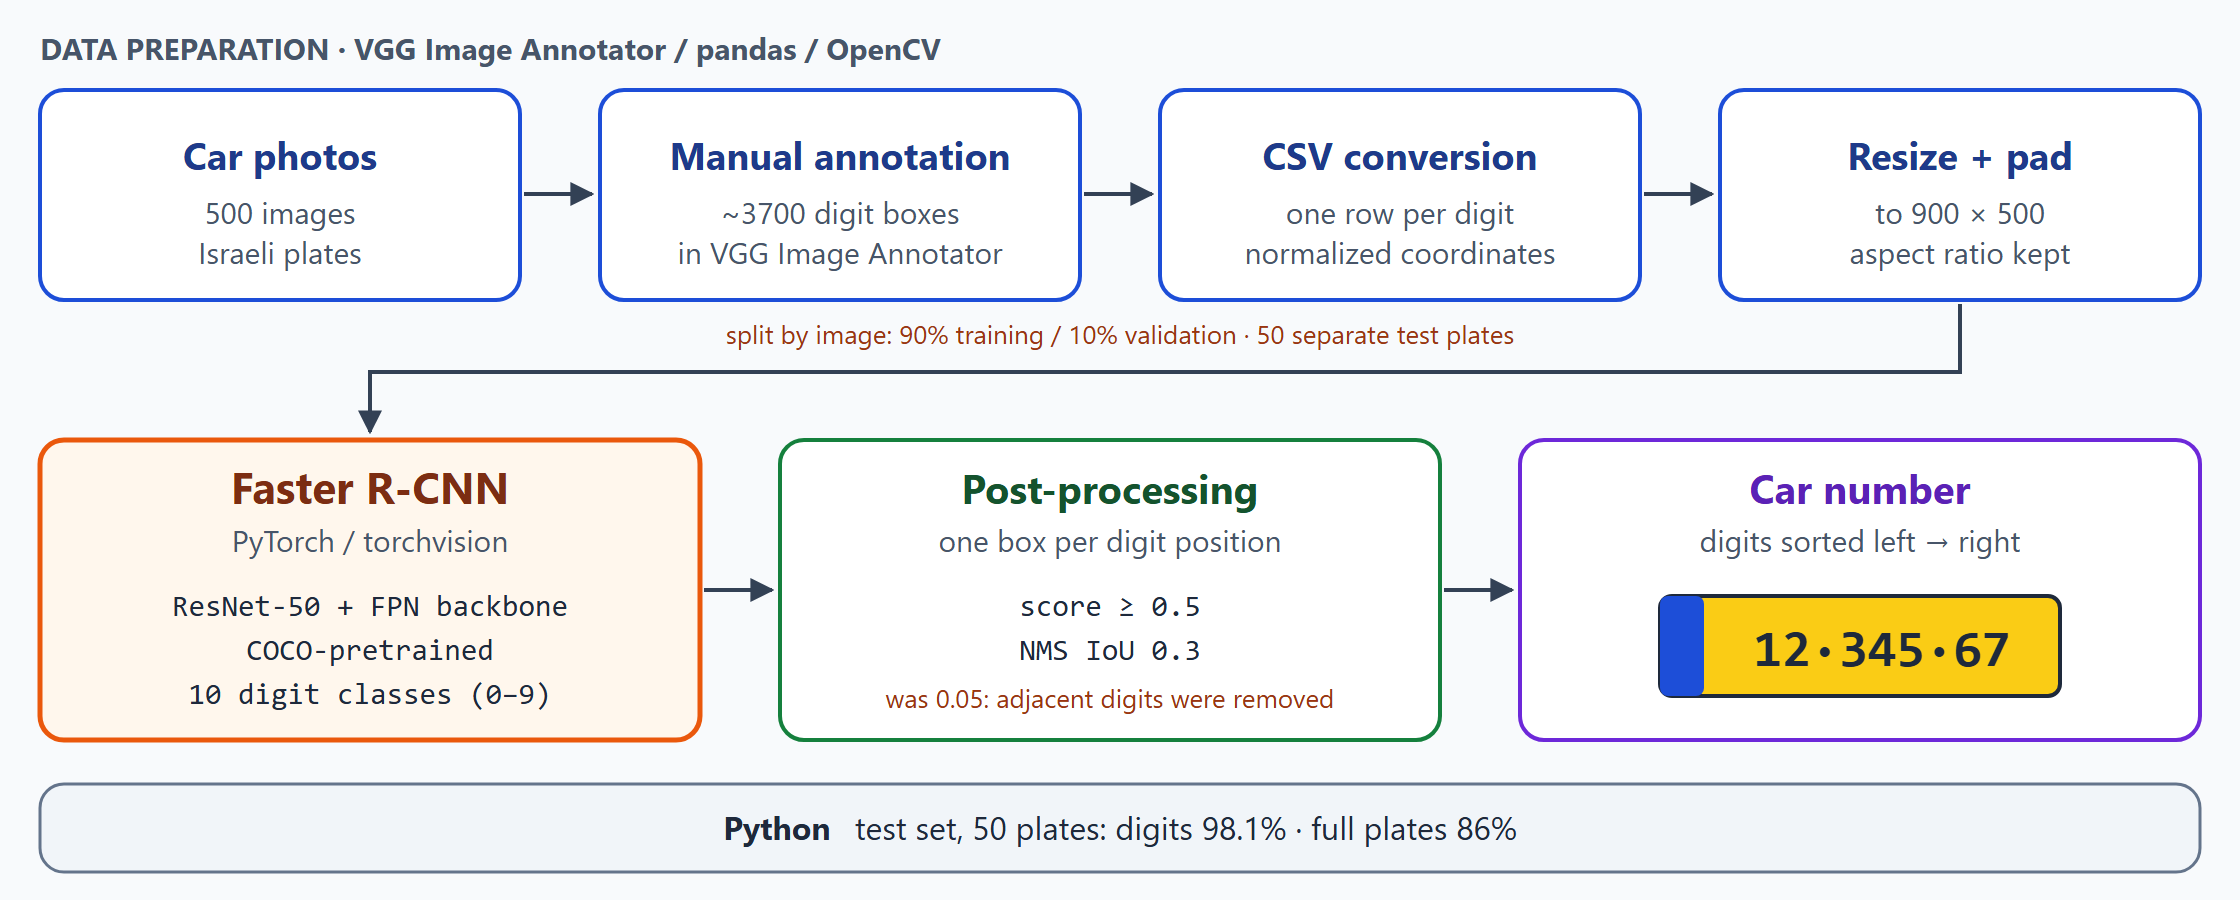 DATA PREPARATION · VGG Image Annotator / pandas / OpenCV
Car photos
500 images
Israeli plates
Manual annotation
~3700 digit boxes
in VGG Image Annotator
CSV conversion
one row per digit
normalized coordinates
Resize + pad
to 900 × 500
aspect ratio kept
split by image: 90% training / 10% validation · 50 separate test plates
Faster R-CNN
PyTorch / torchvision
ResNet-50 + FPN backbone
COCO-pretrained
10 digit classes (0–9)
Post-processing
one box per digit position
score ≥ 0.5
NMS IoU 0.3
was 0.05: adjacent digits were removed
Car number
digits sorted left → right
12·345·67
Python test set, 50 plates: digits 98.1% · full plates 86%